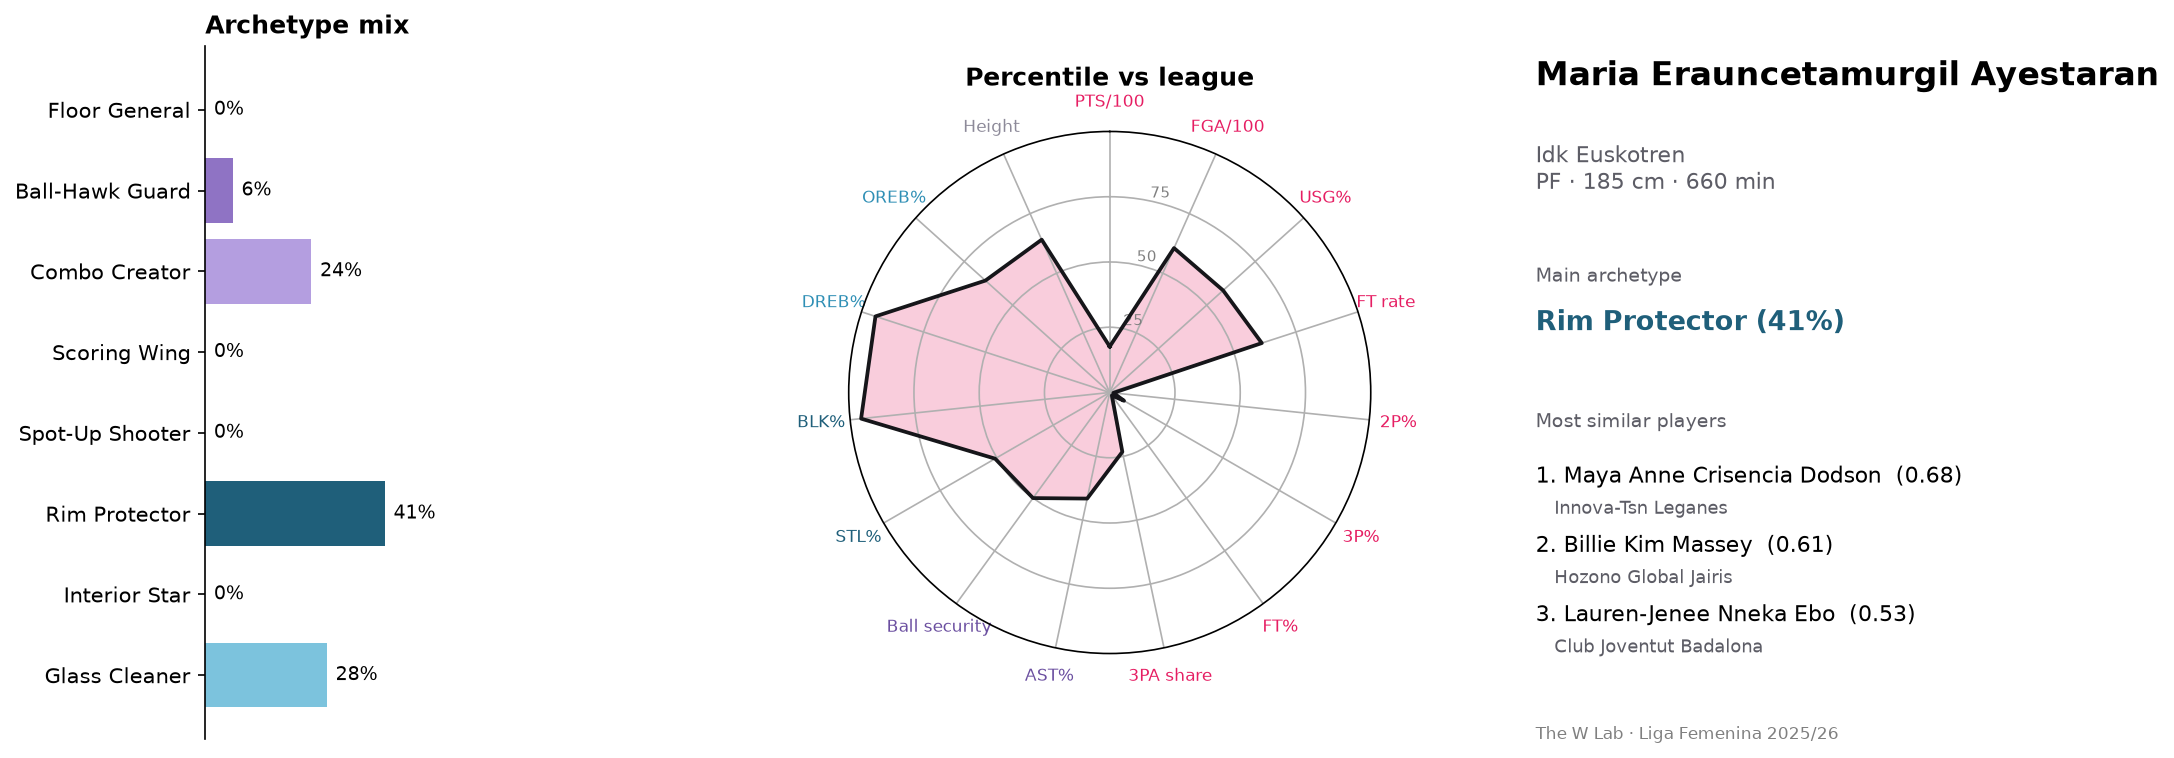 Archetype mix
Floor General
0%
Ball-Hawk Guard
6%
Combo Creator
24%
Scoring Wing
0%
Spot-Up Shooter
0%
Rim Protector
41%
Interior Star
0%
Glass Cleaner
28%
Percentile vs league
PTS/100
FGA/100
USG%
FT rate
2P%
3P%
FT%
3PA share
AST%
Ball security
STL%
BLK%
DREB%
OREB%
Height
75
50
25
Maria Erauncetamurgil Ayestaran
Idk Euskotren
PF · 185 cm · 660 min
Main archetype
Rim Protector (41%)
Most similar players
1. Maya Anne Crisencia Dodson (0.68)
Innova-Tsn Leganes
2. Billie Kim Massey (0.61)
Hozono Global Jairis
3. Lauren-Jenee Nneka Ebo (0.53)
Club Joventut Badalona
The W Lab · Liga Femenina 2025/26